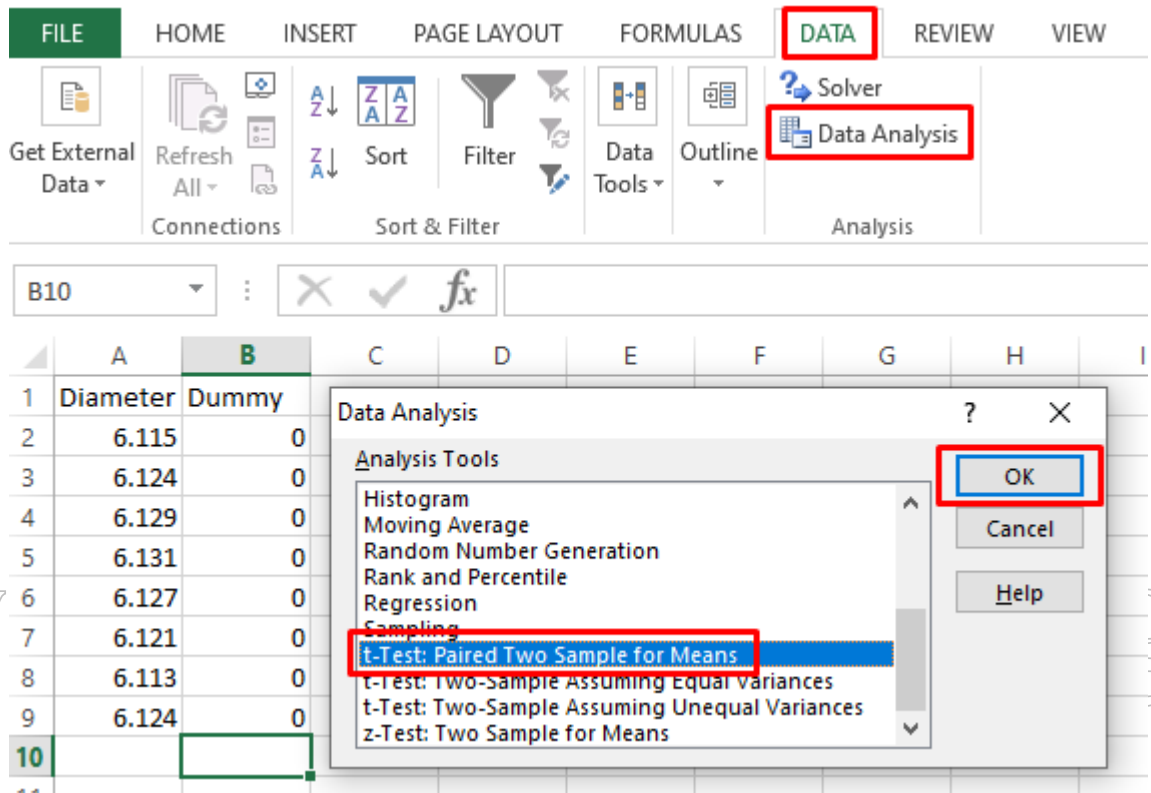 FILE HOME INSERT PAGE LAYOUT FORMULAS DATA REVIEW VIEW
Get External Data
Refresh All
Connections
A Z
Z A
Z A A Z
Sort
Filter
Sort & Filter
Data Tools
Outline
? Solver
Data Analysis
Analysis
B10 fx
A B C D E F G H I
1 Diameter Dummy
2 6.115 0
3 6.124 0
4 6.129 0
5 6.131 0
6 6.127 0
7 6.121 0
8 6.113 0
9 6.124 0
10
11
Data Analysis ? X
Analysis Tools
Histogram
Moving Average
Random Number Generation
Rank and Percentile
Regression
Sampling
t-Test: Paired Two Sample for Means
t-Test: Two-Sample Assuming Equal Variances
t-Test: Two-Sample Assuming Unequal Variances
z-Test: Two Sample for Means
OK
Cancel
Help